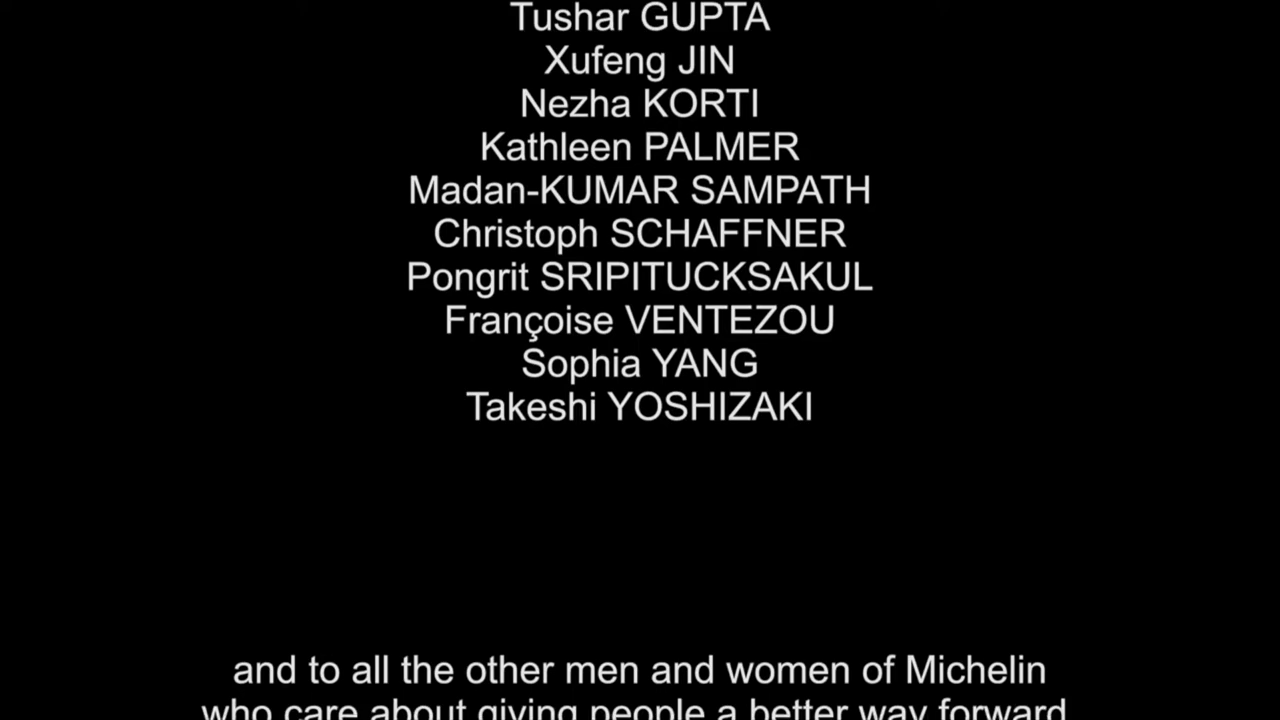 Tushar GUPTA
Xufeng JIN
Nezha KORTI
Kathleen PALMER
Madan-KUMAR SAMPATH
Christoph SCHAFFNER
Pongrit SRIPITUCKSAKUL
Françoise VENTEZOU
Sophia YANG
Takeshi YOSHIZAKI
and to all the other men and women of Michelin
who care about giving people a better way forward